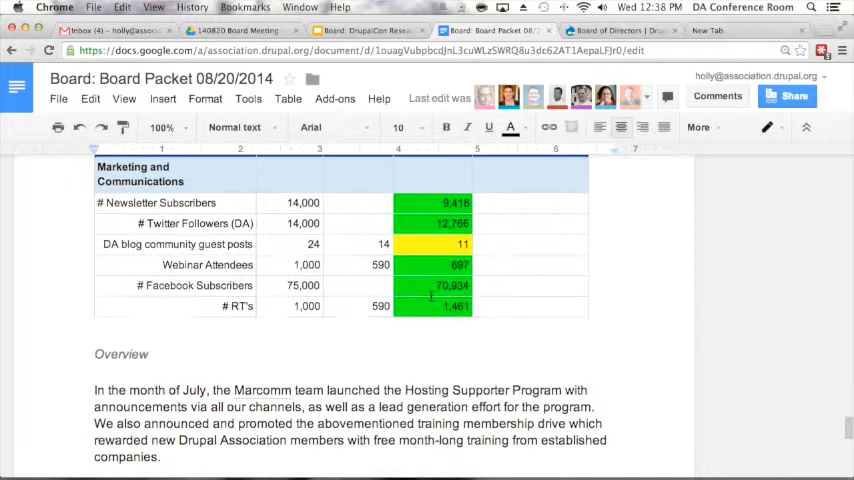 Chrome File Edit View History Bookmarks Window Help Wed 12:38 PM DA Conference Room
Inbox (4) - holly@associat 140820 Board Meeting Board: DrupalCon Resea Board: Board Packet 08/20 Board of Directors | Drup New Tab
https://docs.google.com/a/association.drupal.org/document/d/1ouagVubpbcdJnL3cuWLzSWRQ8u3dc62AT1AepaLFJr0/edit
Board: Board Packet 08/20/2014
holly@association.drupal.org
File Edit View Insert Format Tools Table Add-ons Help Last edit was Comments Share
100% Normal text Arial 10 B I U A More
1 2 3 4 5 6 7
Marketing and
Communications
# Newsletter Subscribers 14,000 9,418
# Twitter Followers (DA) 14,000 12,766
DA blog community guest posts 24 14 11
Webinar Attendees 1,000 590 697
# Facebook Subscribers 75,000 70,934
# RT's 1,000 590 1,461
Overview
In the month of July, the Marcomm team launched the Hosting Supporter Program with
announcements via all our channels, as well as a lead generation effort for the program.
We also announced and promoted the abovementioned training membership drive which
rewarded new Drupal Association members with free month-long training from established
companies.